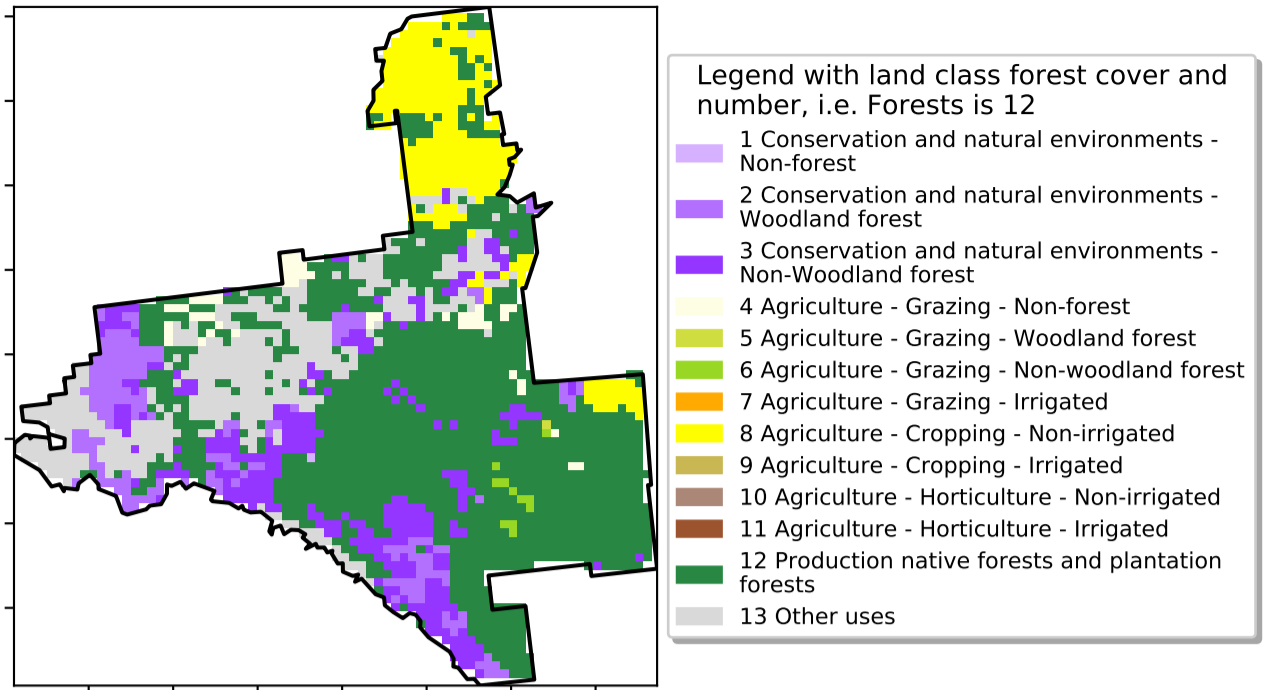 Legend with land class forest cover and
number, i.e. Forests is 12
1 Conservation and natural environments -
Non-forest
2 Conservation and natural environments -
Woodland forest
3 Conservation and natural environments -
Non-Woodland forest
4 Agriculture - Grazing - Non-forest
5 Agriculture - Grazing - Woodland forest
6 Agriculture - Grazing - Non-woodland forest
7 Agriculture - Grazing - Irrigated
8 Agriculture - Cropping - Non-irrigated
9 Agriculture - Cropping - Irrigated
10 Agriculture - Horticulture - Non-irrigated
11 Agriculture - Horticulture - Irrigated
12 Production native forests and plantation
forests
13 Other uses